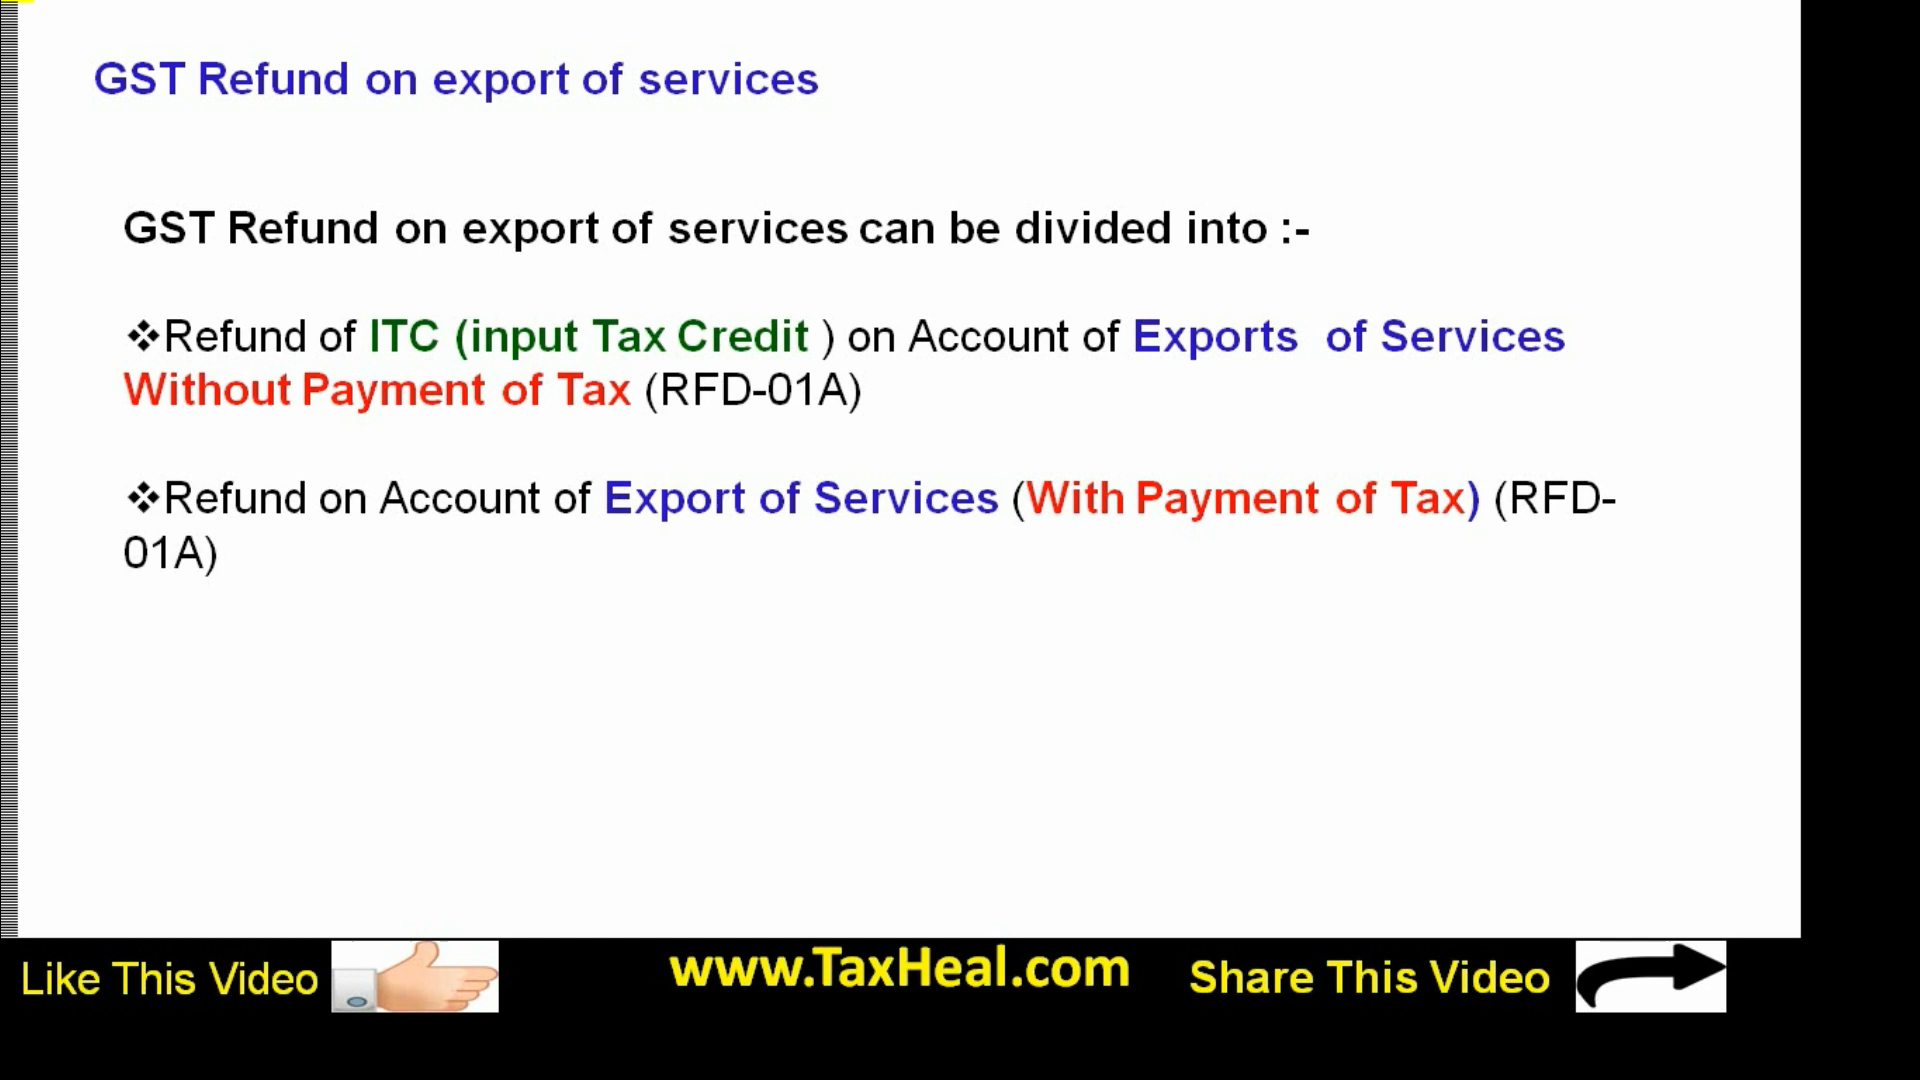 GST Refund on export of services
GST Refund on export of services can be divided into :-
❖Refund of ITC (input Tax Credit ) on Account of Exports of Services
Without Payment of Tax (RFD-01A)
❖Refund on Account of Export of Services (With Payment of Tax) (RFD-
01A)
Like This Video
www.TaxHeal.com
Share This Video